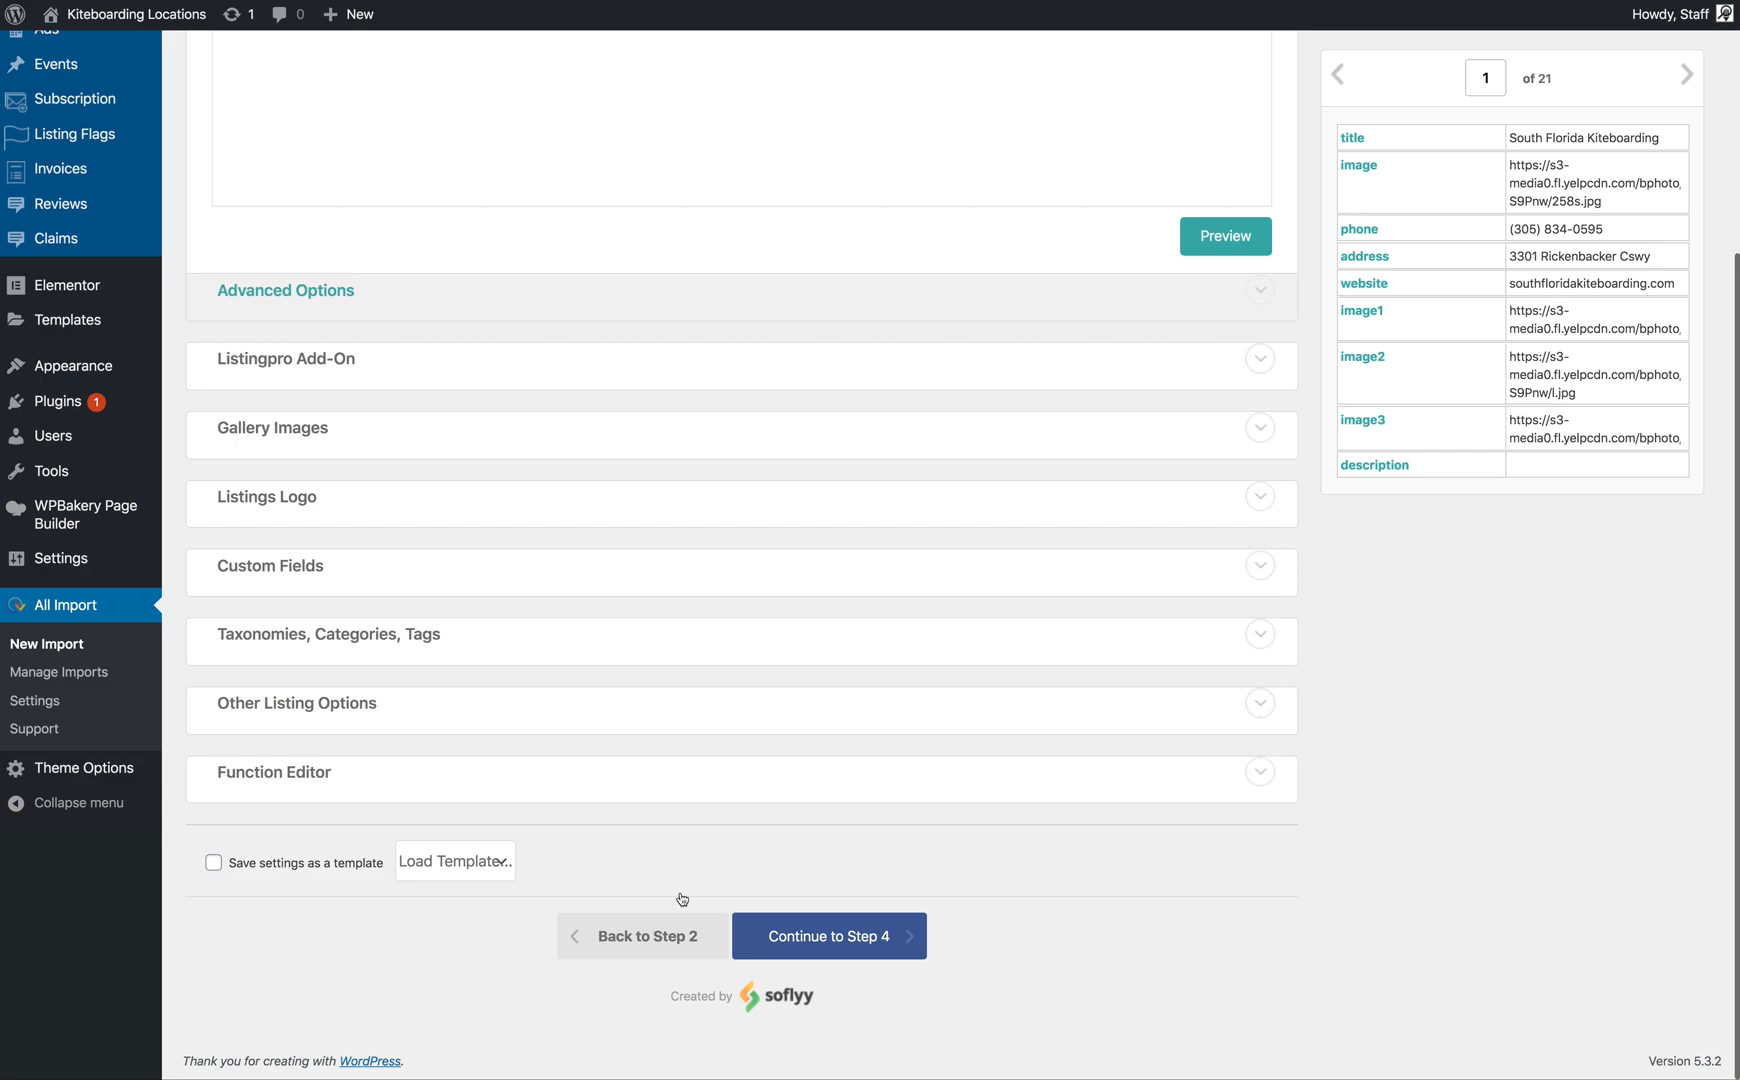 Kiteboarding Locations 1 0 New
Howdy, Staff
Ads
Events
Subscription
Listing Flags
Invoices
Reviews
Claims
Elementor
Templates
Appearance
Plugins 1
Users
Tools
WPBakery Page
Builder
Settings
All Import
New Import
Manage Imports
Settings
Support
Theme Options
Collapse menu
Preview
Advanced Options
Listingpro Add-On
Gallery Images
Listings Logo
Custom Fields
Taxonomies, Categories, Tags
Other Listing Options
Function Editor
Save settings as a template
Load Template...
Back to Step 2
Continue to Step 4
Created by soflyy
Thank you for creating with WordPress.
Version 5.3.2
1 of 21
title South Florida Kiteboarding
image https://s3-
media0.fl.yelpcdn.com/bphoto,
S9Pnw/258s.jpg
phone (305) 834-0595
address 3301 Rickenbacker Cswy
website southfloridakiteboarding.com
image1 https://s3-
media0.fl.yelpcdn.com/bphoto,
image2 https://s3-
media0.fl.yelpcdn.com/bphoto,
S9Pnw/l.jpg
image3 https://s3-
media0.fl.yelpcdn.com/bphoto,
description